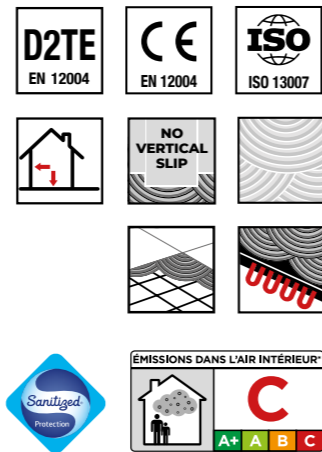 D2TE
EN 12004
CE
EN 12004
ISO
ISO 13007
NO
VERTICAL
SLIP
Sanitized®
Protection
ÉMISSIONS DANS L'AIR INTÉRIEUR*
C
A+ A B C